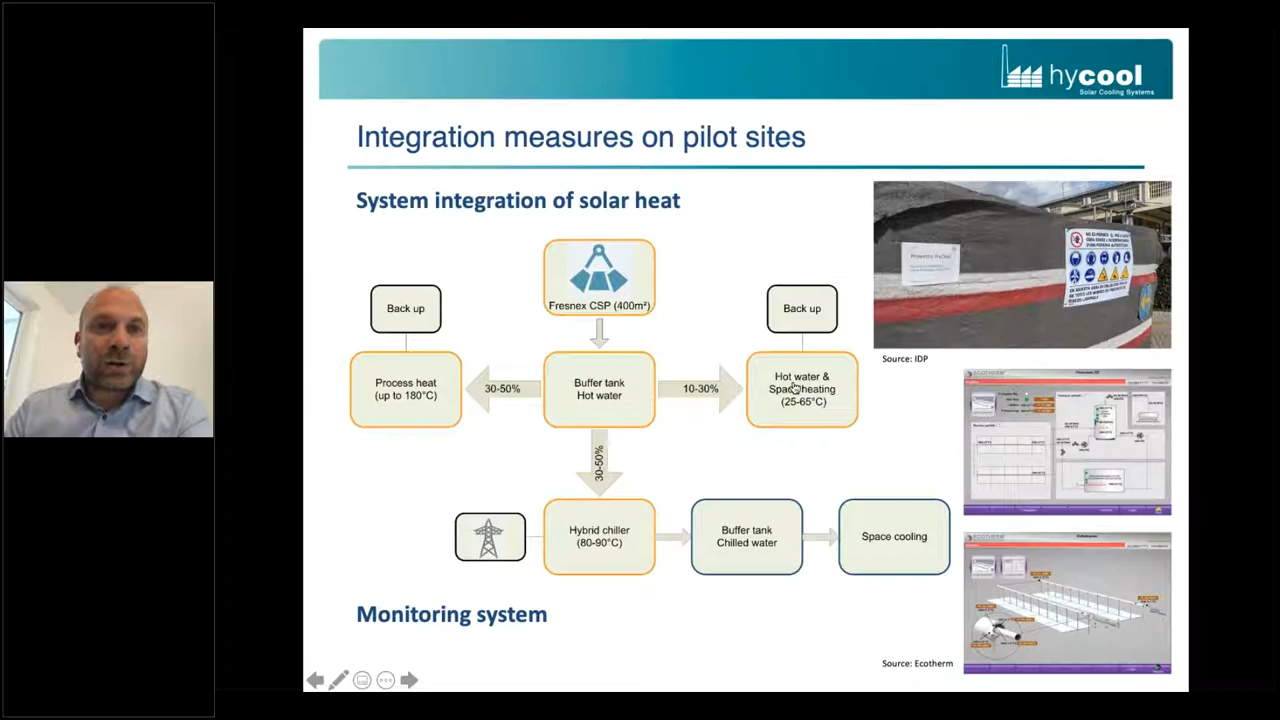 hycool
Solar Cooling Systems
Integration measures on pilot sites
System integration of solar heat
Fresnex CSP (400m²)
Back up
Back up
Process heat
(up to 180°C)
30-50%
Buffer tank
Hot water
10-30%
Hot water &
Space heating
(25-65°C)
30-50%
Hybrid chiller
(80-90°C)
Buffer tank
Chilled water
Space cooling
Monitoring system
Source: IDP
ECOTHERM
ECOTHERM
Source: Ecotherm